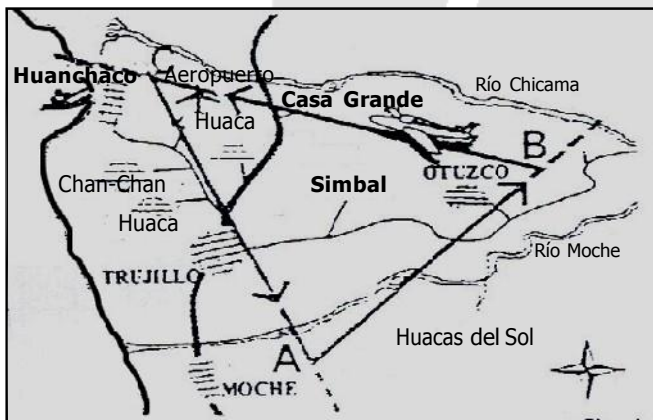 Huanchaco
Aeropuerto
Río Chicama
Casa Grande
Huaca
B
OTUZCO
Chan-Chan
Simbal
Huaca
Río Moche
TRUJILLO
Huacas del Sol
A
MOCHE